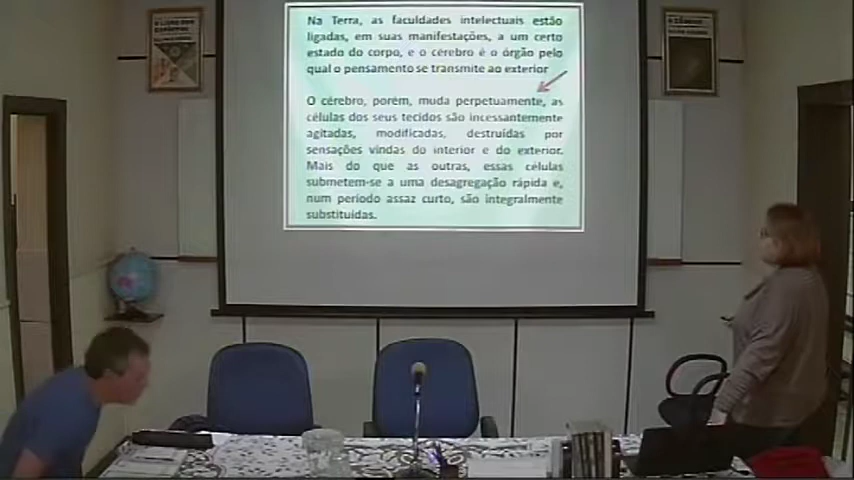 Na Terra, as faculdades intelectuais estão
ligadas, em suas manifestações, a um certo
estado do corpo, e o cérebro é o órgão pelo
qual o pensamento se transmite ao exterior
O cérebro, porém, muda perpetuamente, as
células dos seus tecidos são incessantemente
agitadas, modificadas, destruídas por
sensações vindas do interior e do exterior.
Mais do que as outras, essas células
submetem-se a uma desagregação rápida e,
num período assaz curto, são integralmente
substituídas.